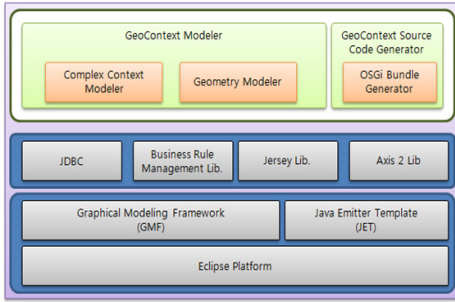 GeoContext Modeler
GeoContext Source
Code Generator
Complex Context
Modeler
Geometry Modeler
OSGi Bundle
Generator
JDBC
Business Rule
Management Lib.
Jersey Lib.
Axis 2 Lib
Graphical Modeling Framework
(GMF)
Java Emitter Template
(JET)
Eclipse Platform